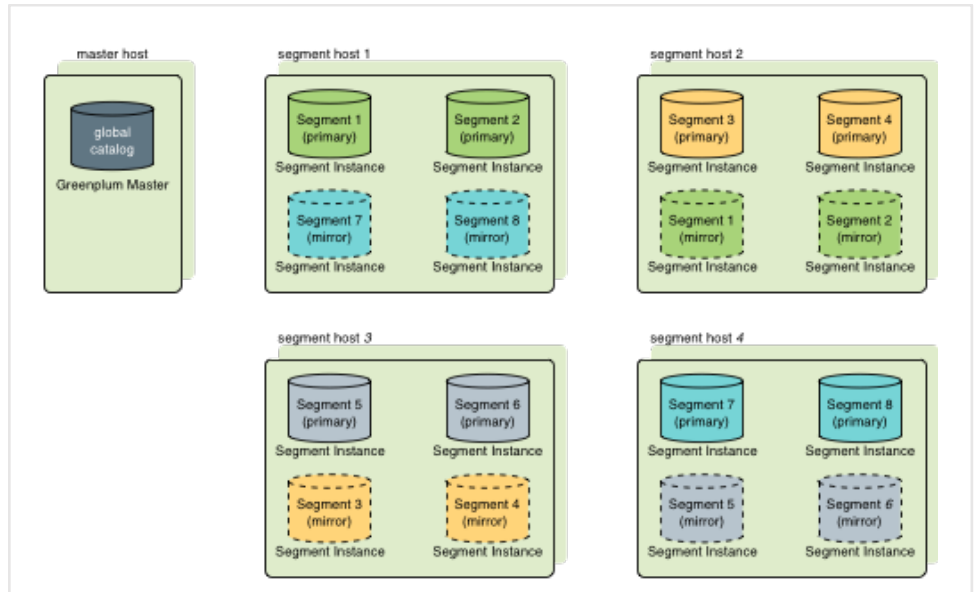 master host
global
catalog
Greenplum Master
segment host 1
Segment 1
(primary)
Segment Instance
Segment 2
(primary)
Segment Instance
Segment 7
(mirror)
Segment Instance
Segment 8
(mirror)
Segment Instance
segment host 2
Segment 3
(primary)
Segment Instance
Segment 4
(primary)
Segment Instance
Segment 1
(mirror)
Segment Instance
Segment 2
(mirror)
Segment Instance
segment host 3
Segment 5
(primary)
Segment Instance
Segment 6
(primary)
Segment Instance
Segment 3
(mirror)
Segment Instance
Segment 4
(mirror)
Segment Instance
segment host 4
Segment 7
(primary)
Segment Instance
Segment 8
(primary)
Segment Instance
Segment 5
(mirror)
Segment Instance
Segment 6
(mirror)
Segment Instance